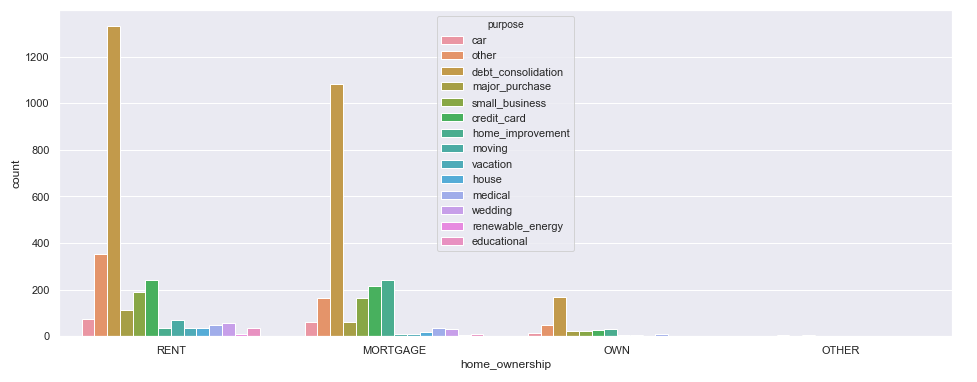 purpose
car
other
debt_consolidation
major_purchase
small_business
credit_card
home_improvement
moving
vacation
house
medical
wedding
renewable_energy
educational
count
1200
1000
800
600
400
200
0
RENT MORTGAGE OWN OTHER
home_ownership